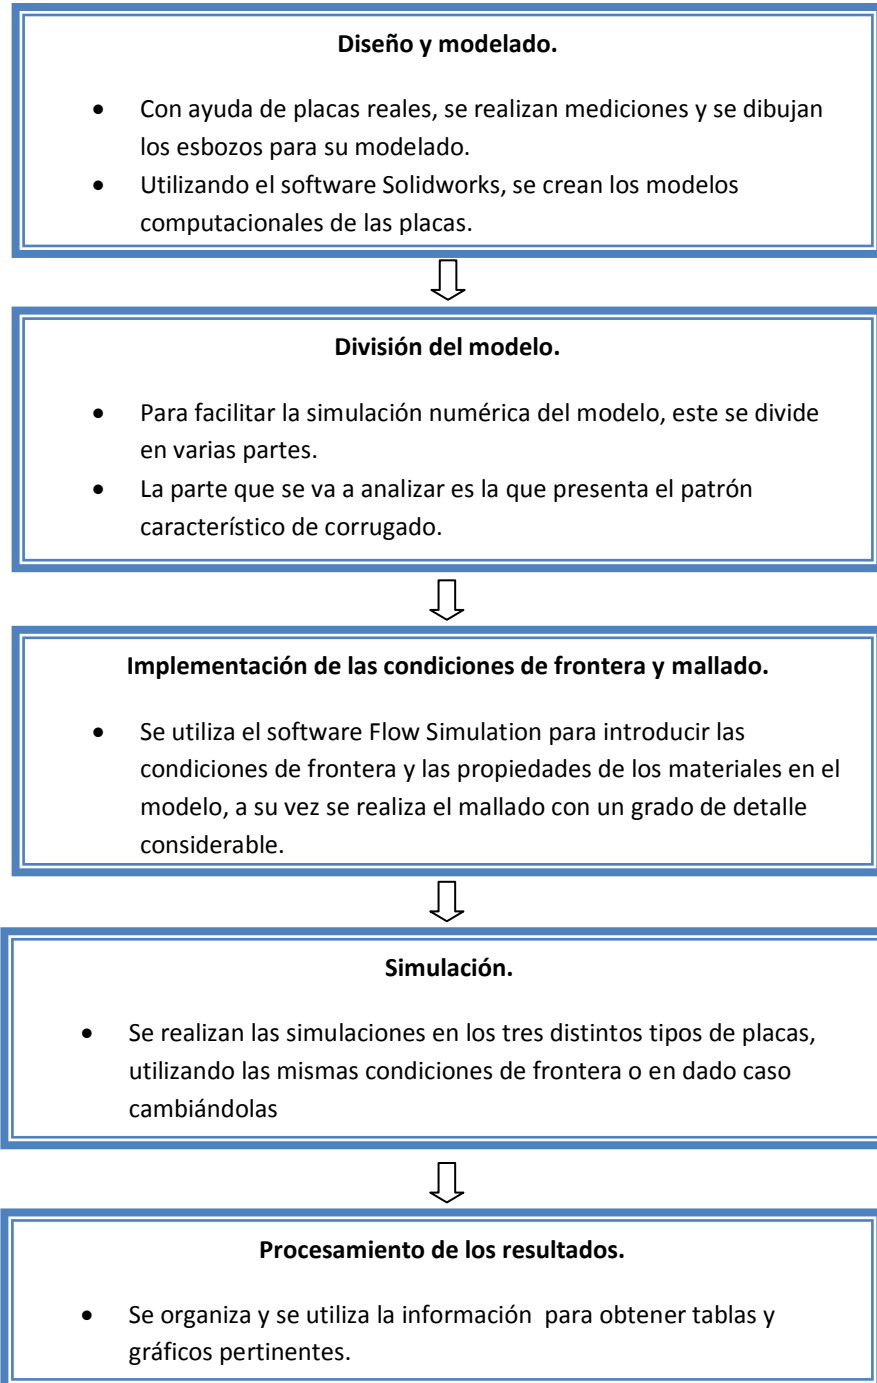 Diseño y modelado.
• Con ayuda de placas reales, se realizan mediciones y se dibujan
los esbozos para su modelado.
• Utilizando el software Solidworks, se crean los modelos
computacionales de las placas.
División del modelo.
• Para facilitar la simulación numérica del modelo, este se divide
en varias partes.
• La parte que se va a analizar es la que presenta el patrón
característico de corrugado.
Implementación de las condiciones de frontera y mallado.
• Se utiliza el software Flow Simulation para introducir las
condiciones de frontera y las propiedades de los materiales en el
modelo, a su vez se realiza el mallado con un grado de detalle
considerable.
Simulación.
• Se realizan las simulaciones en los tres distintos tipos de placas,
utilizando las mismas condiciones de frontera o en dado caso
cambiándolas
Procesamiento de los resultados.
• Se organiza y se utiliza la información para obtener tablas y
gráficos pertinentes.